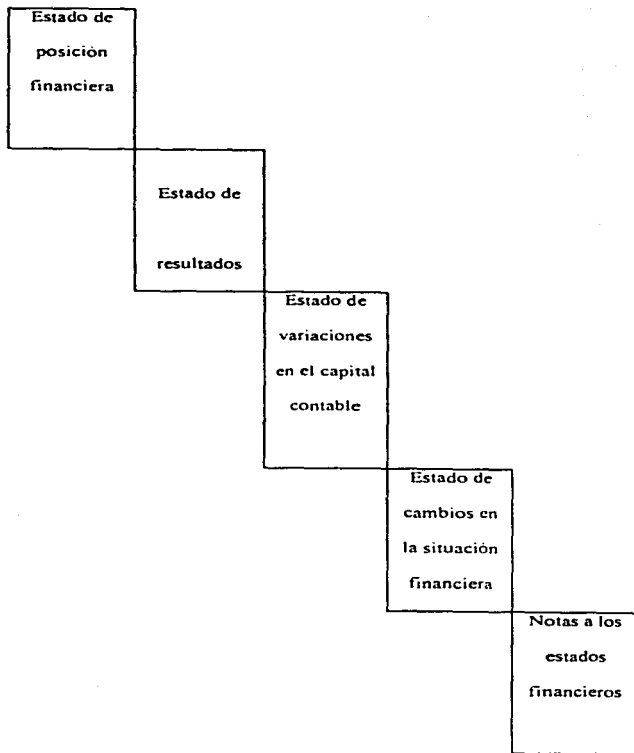 Estado de
posición
financiera
Estado de
resultados
Estado de
variaciones
en el capital
contable
Estado de
cambios en
la situación
financiera
Notas a los
estados
financieros